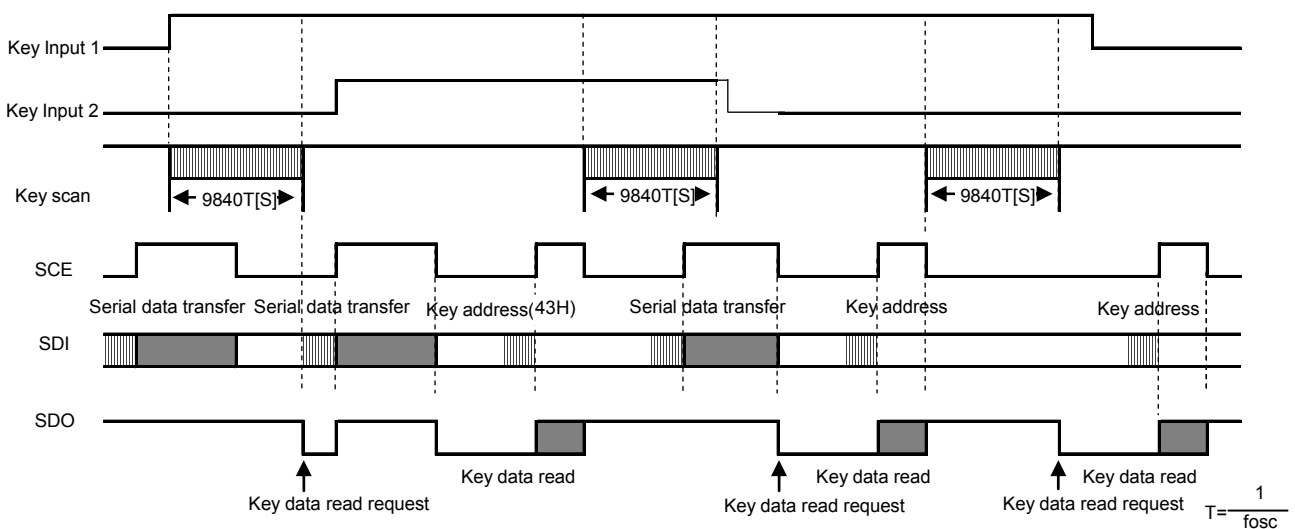 Key Input 1
Key Input 2
Key scan
9840T[S] 9840T[S] 9840T[S]
SCE
Serial data transfer Serial data transfer Key address(43H) Serial data transfer Key address Key address
SDI
SDO
Key data read Key data read Key data read
Key data read request Key data read request Key data read request
T= 1
fosc